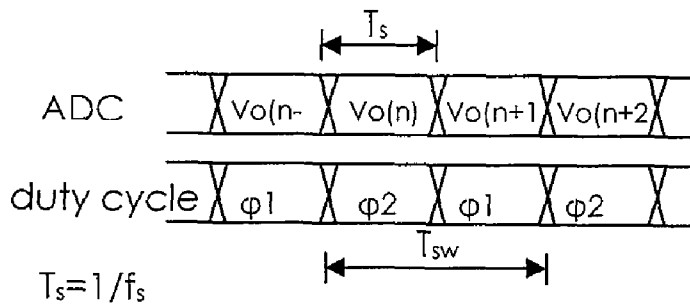 Ts
ADC Vo(n- Vo(n) Vo(n+1 Vo(n+2
duty cycle φ1 φ2 φ1 φ2
Tsw
Ts=1/fs